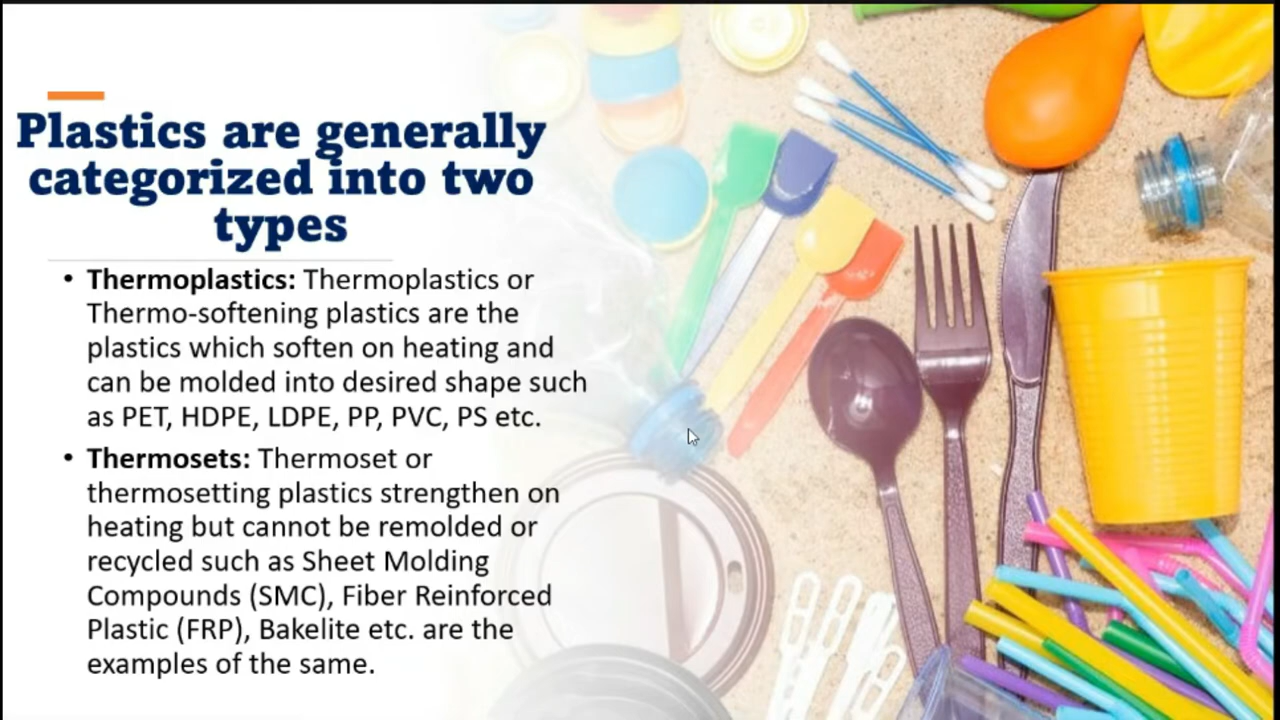 Plastics are generally
categorized into two
types
• Thermoplastics: Thermoplastics or
Thermo-softening plastics are the
plastics which soften on heating and
can be molded into desired shape such
as PET, HDPE, LDPE, PP, PVC, PS etc.
• Thermosets: Thermoset or
thermosetting plastics strengthen on
heating but cannot be remolded or
recycled such as Sheet Molding
Compounds (SMC), Fiber Reinforced
Plastic (FRP), Bakelite etc. are the
examples of the same.